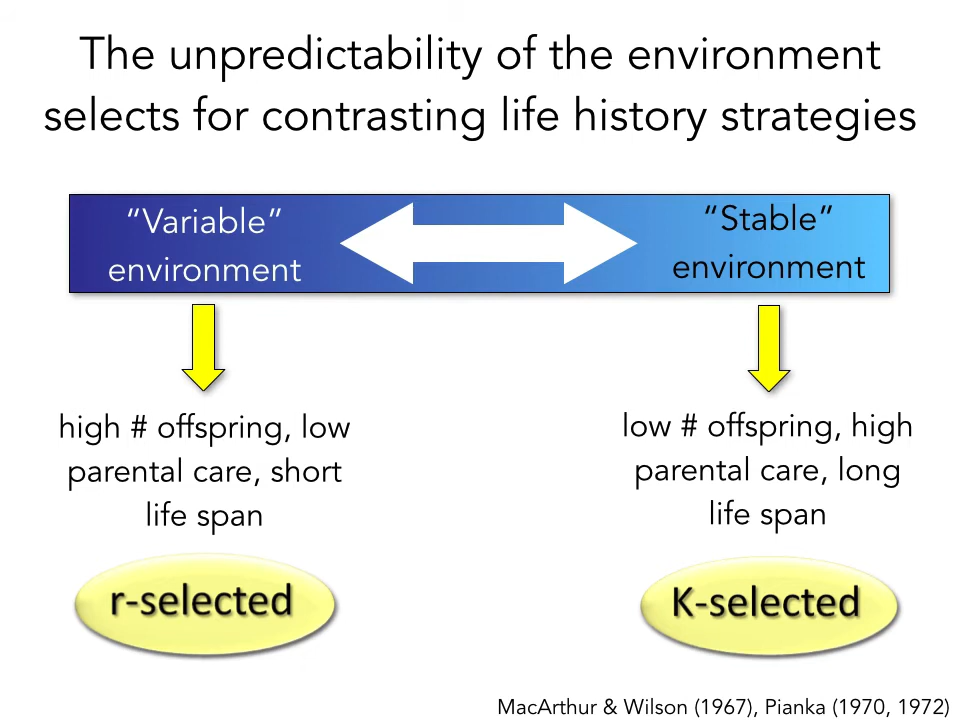 The unpredictability of the environment
selects for contrasting life history strategies
“Variable”
environment
“Stable”
environment
high # offspring, low
parental care, short
life span
low # offspring, high
parental care, long
life span
r-selected
K-selected
MacArthur & Wilson (1967), Pianka (1970, 1972)